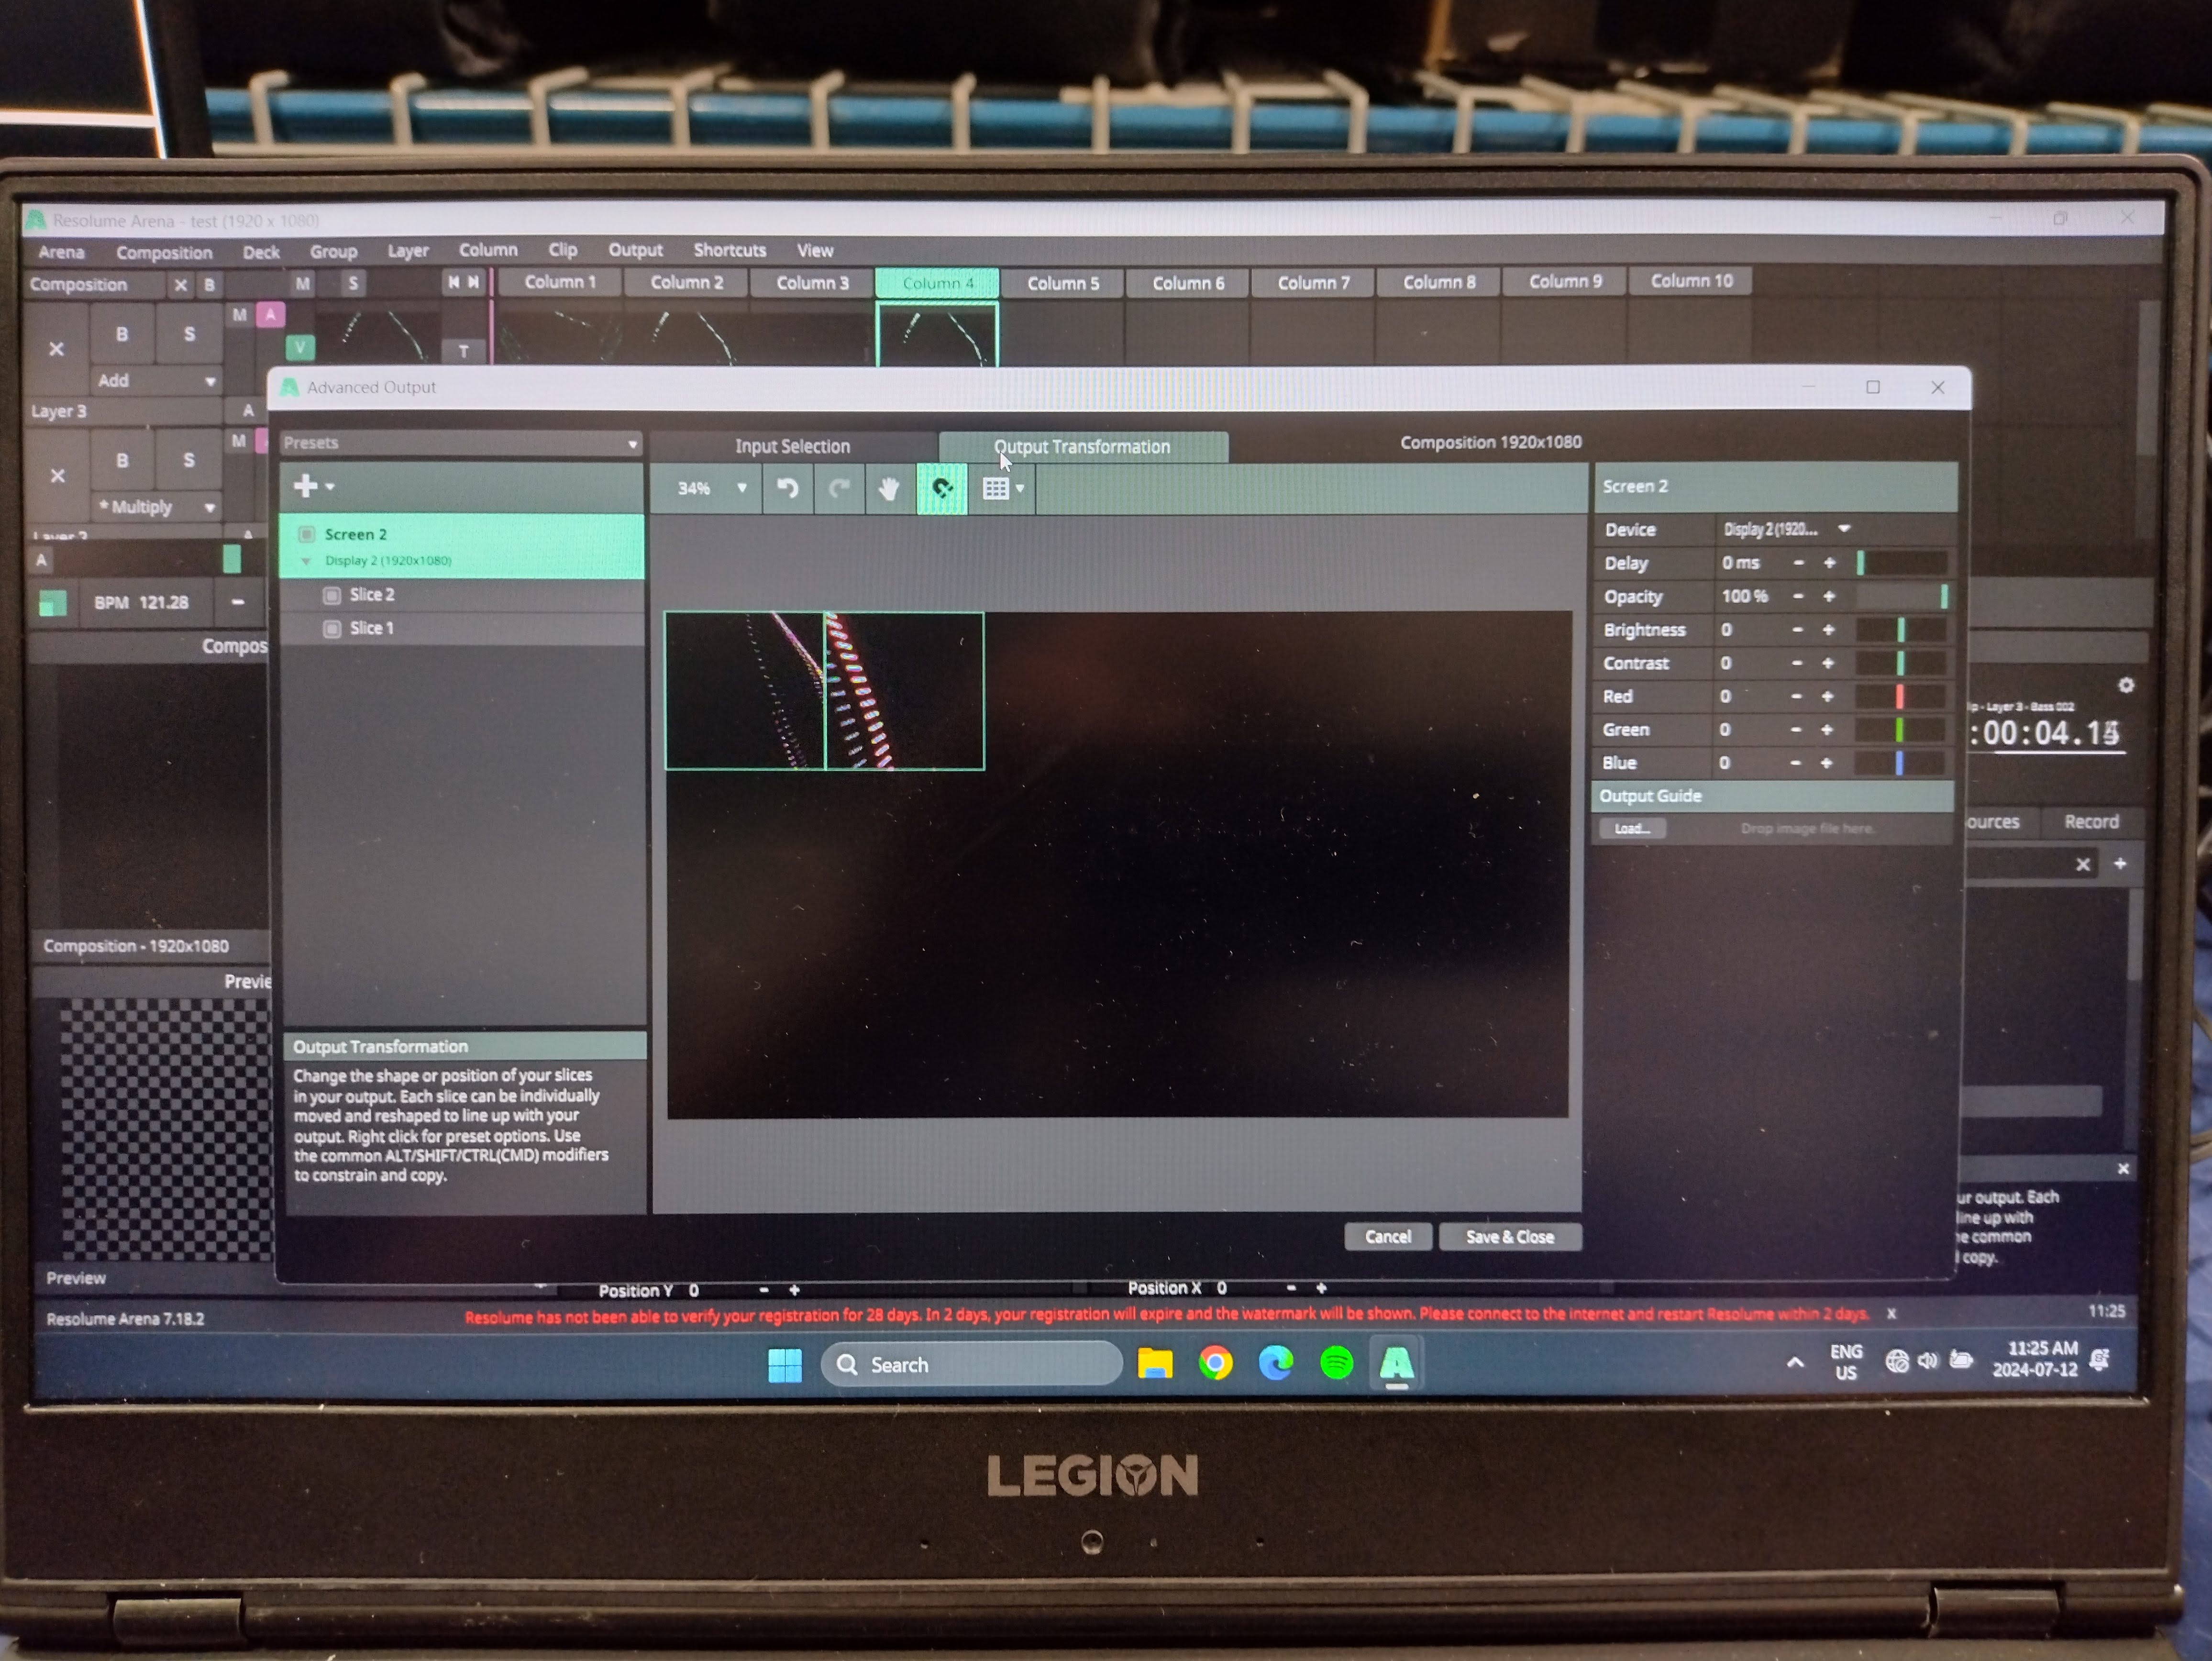 Resolume Arena - test (1920 x 1080)
Arena Composition Deck Group Layer Column Clip Output Shortcuts View
Composition X B M S Column 1 Column 2 Column 3 Column 4 Column 5 Column 6 Column 7 Column 8 Column 9 Column 10
M A
B S
V T
Add
Layer 3 A
M
B S
* Multiply
A
BPM 121.28 -
Compos
Composition - 1920x1080
Previe
Preview
Advanced Output
Presets
Input Selection Output Transformation Composition 1920x1080
34%
Screen 2
Display 2 (1920x1080)
Slice 2
Slice 1
Output Transformation
Change the shape or position of your slices
in your output. Each slice can be individually
moved and reshaped to line up with your
output. Right click for preset options. Use
the common ALT/SHIFT/CTRL(CMD) modifiers
to constrain and copy.
Screen 2
Device Display 2 (1920...
Delay 0 ms - +
Opacity 100 % - +
Brightness 0 - +
Contrast 0 - +
Red 0 - +
Green 0 - +
Blue 0 - +
Output Guide
Load... Drop image file here.
Cancel Save & Close
p - Layer 3 - Bass 002
ources Record
ur output. Each
line up with
e common
copy.
Position Y 0 - + Position X 0 - +
Resolume Arena 7.18.2 Resolume has not been able to verify your registration for 28 days. In 2 days, your registration will expire and the watermark will be shown. Please connect to the internet and restart Resolume within 2 days. x 11:25
Search
ENG
US
11:25 AM
2024-07-12
LEGION